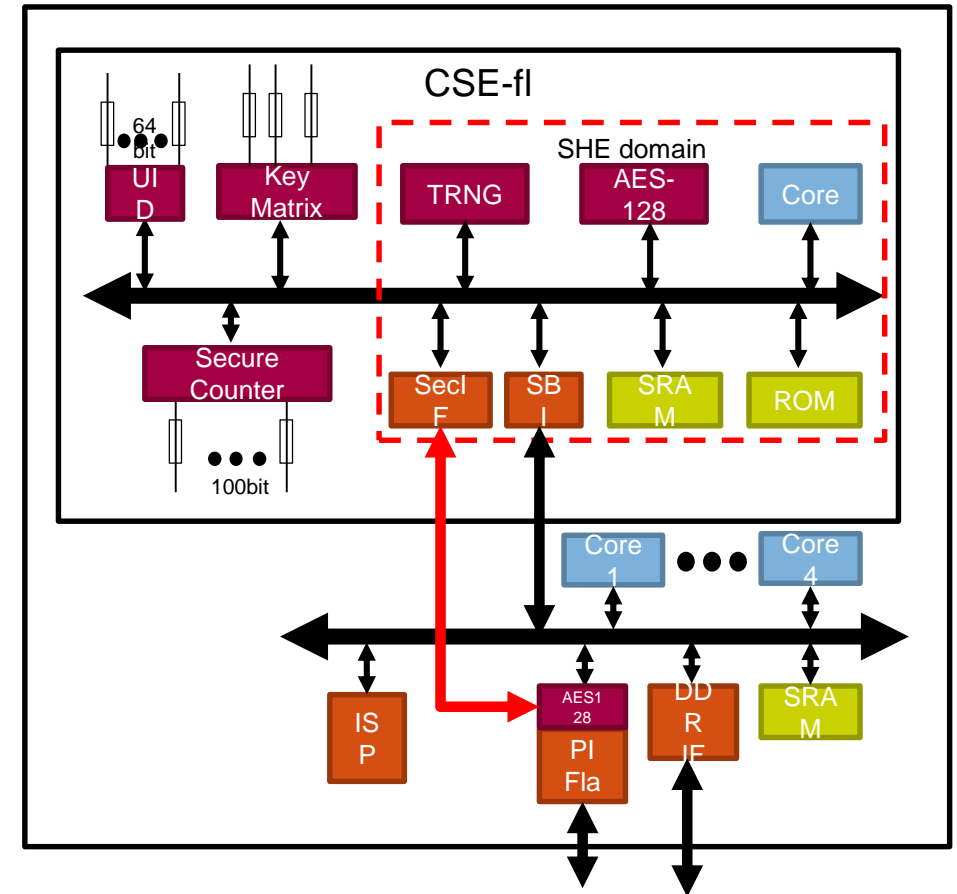 CSE-fl
64
bit
SHE domain
UI
D
Key
Matrix
TRNG
AES-
128
Core
Secure
Counter
SecI
F
SB
I
SRA
M
ROM
100bit
Core
1
Core
4
IS
P
AES1
28
PI
Fla
DD
R
IF
SRA
M